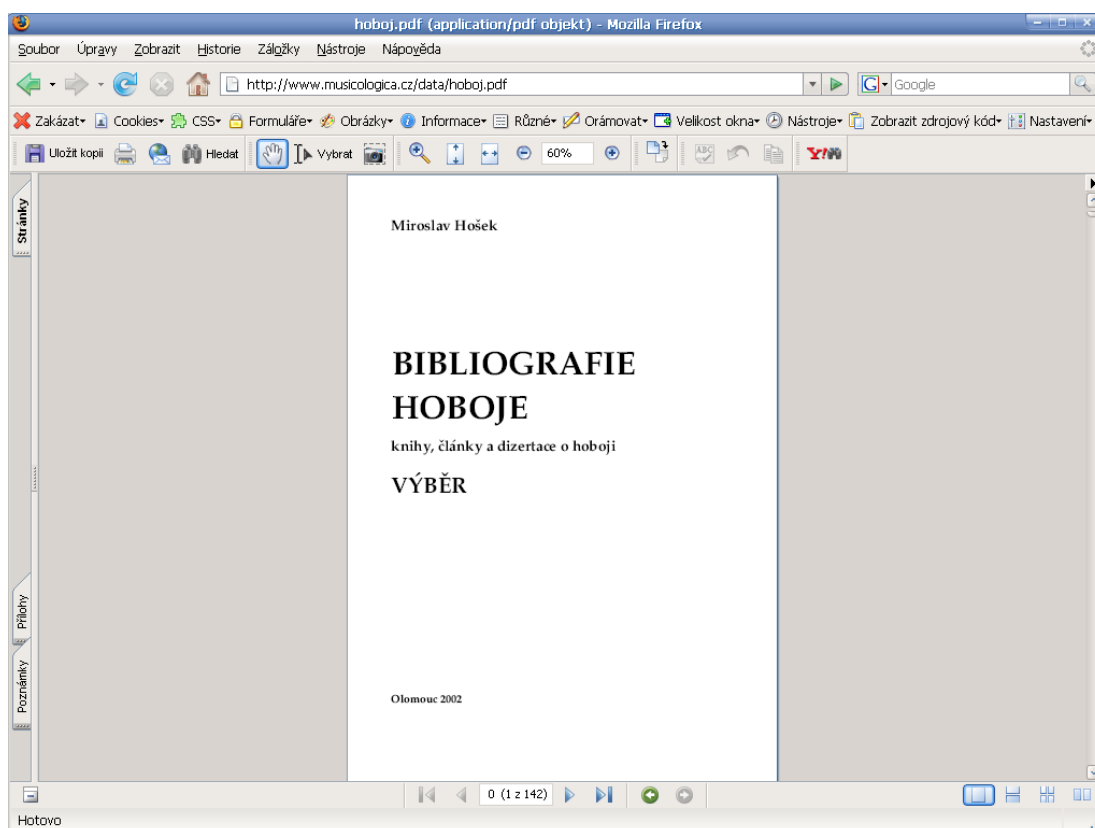 hoboj.pdf (application/pdf objekt) - Mozilla Firefox
Soubor Úpravy Zobrazit Historie Záložky Nástroje Nápověda
http://www.musicologica.cz/data/hoboj.pdf G Google
Zakázat Cookies CSS Formuláře Obrázky Informace Různé Orámovat Velikost okna Nástroje Zobrazit zdrojový kód Nastavení
Uložit kopii Hledat Vybrat 60% ABC Y!
Stránky
Miroslav Hošek
BIBLIOGRAFIE
HOBOJE
knihy, články a dizertace o hoboji
VÝBĚR
Přílohy
Poznámky
Olomouc 2002
0 (1 z 142)
Hotovo